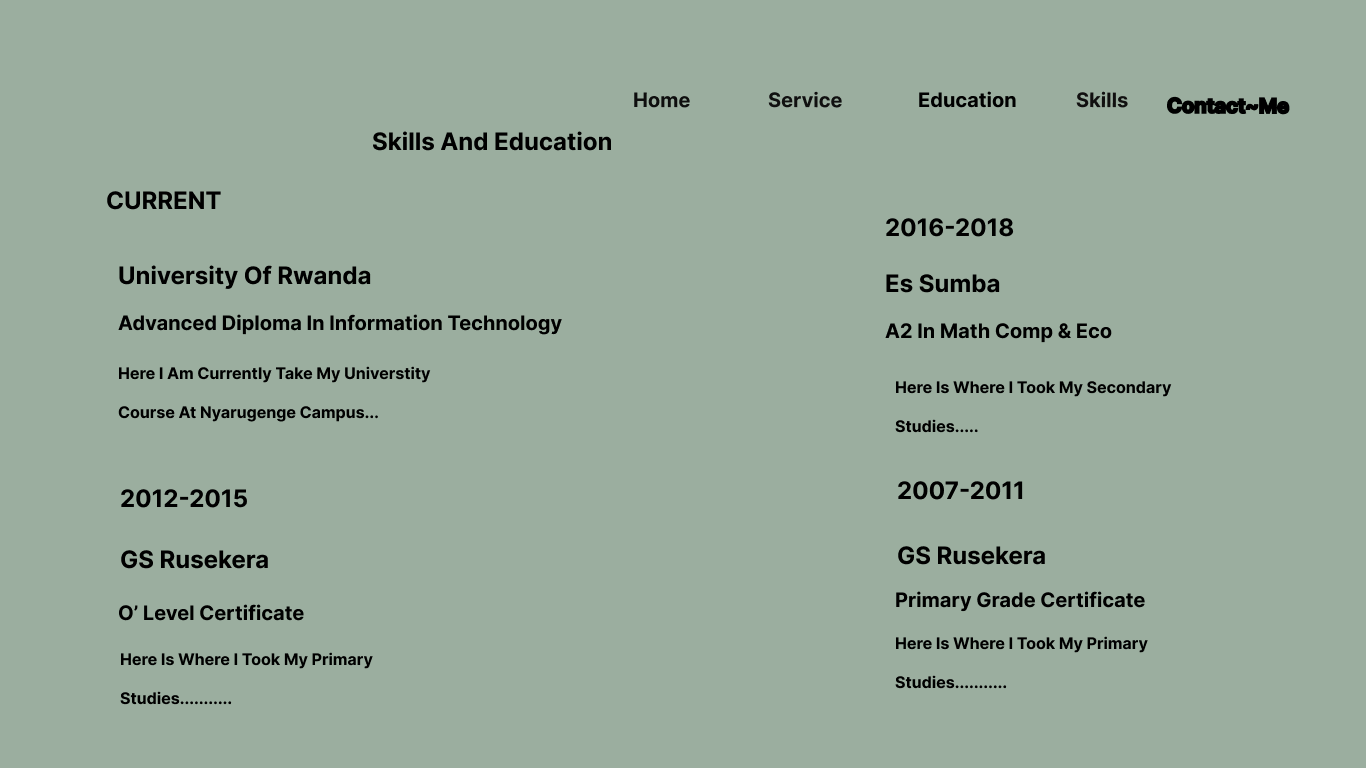 Home Service Education Skills Contact~Me
Skills And Education
CURRENT
University Of Rwanda
Advanced Diploma In Information Technology
Here I Am Currently Take My Universtity
Course At Nyarugenge Campus...
2016-2018
Es Sumba
A2 In Math Comp & Eco
Here Is Where I Took My Secondary
Studies.....
2012-2015
GS Rusekera
O’ Level Certificate
Here Is Where I Took My Primary
Studies...........
2007-2011
GS Rusekera
Primary Grade Certificate
Here Is Where I Took My Primary
Studies...........